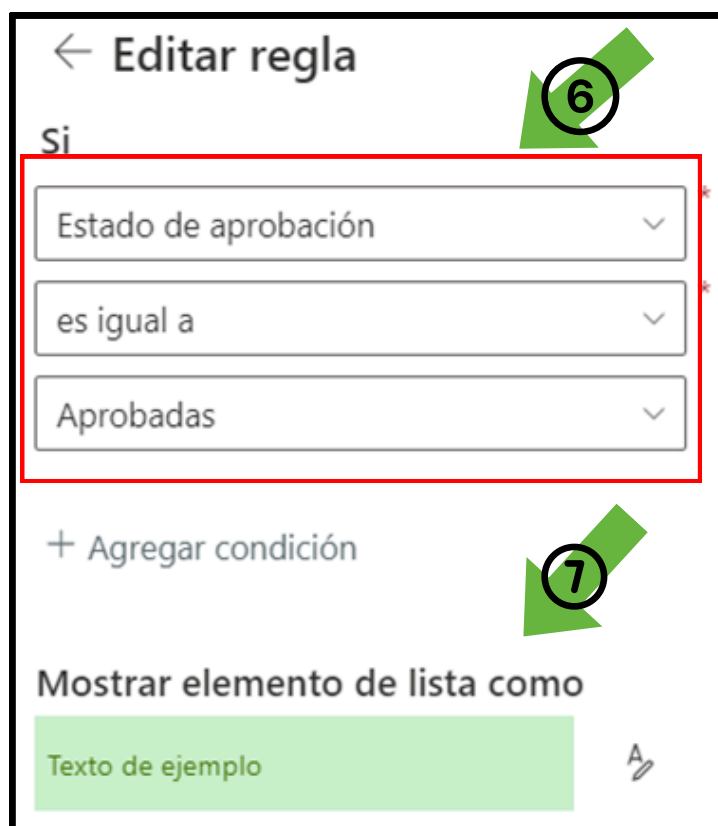 ← Editar regla
6
Si
Estado de aprobación
*
es igual a
*
Aprobadas
+ Agregar condición
7
Mostrar elemento de lista como
Texto de ejemplo